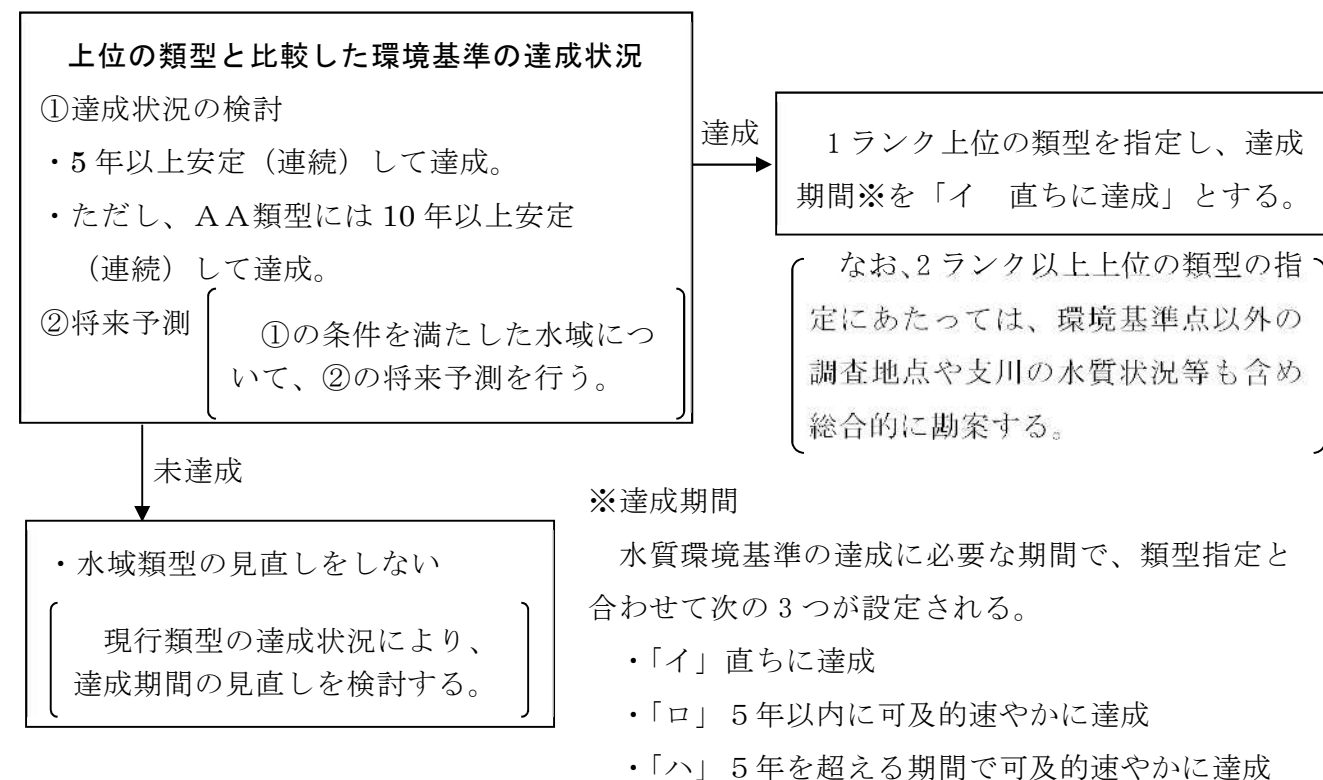 上位の類型と比較した環境基準の達成状況
①達成状況の検討
・5年以上安定（連続）して達成。
・ただし、ＡＡ類型には10年以上安定
（連続）して達成。
②将来予測
①の条件を満たした水域につ
いて、②の将来予測を行う。
達成
1ランク上位の類型を指定し、達成
期間※を「イ　直ちに達成」とする。
なお､2ランク以上上位の類型の指
定にあたっては、環境基準点以外の
調査地点や支川の水質状況等も含め
総合的に勘案する。
未達成
・水域類型の見直しをしない
現行類型の達成状況により、
達成期間の見直しを検討する。
※達成期間
水質環境基準の達成に必要な期間で、類型指定と
合わせて次の3つが設定される。
・「イ」直ちに達成
・「ロ」５年以内に可及的速やかに達成
・「ハ」５年を超える期間で可及的速やかに達成